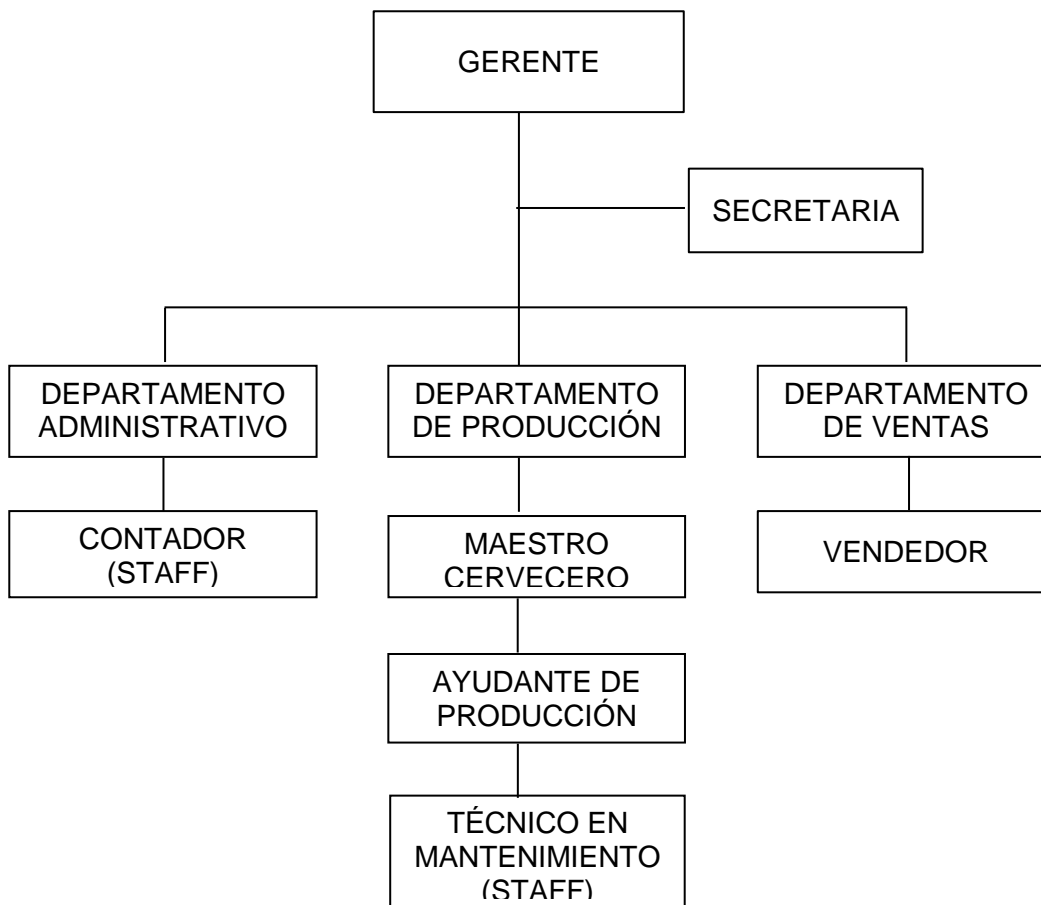 GERENTE
SECRETARIA
DEPARTAMENTO
ADMINISTRATIVO
DEPARTAMENTO
DE PRODUCCIÓN
DEPARTAMENTO
DE VENTAS
CONTADOR
(STAFF)
MAESTRO
CERVECERO
VENDEDOR
AYUDANTE DE
PRODUCCIÓN
TÉCNICO EN
MANTENIMIENTO
(STAFF)